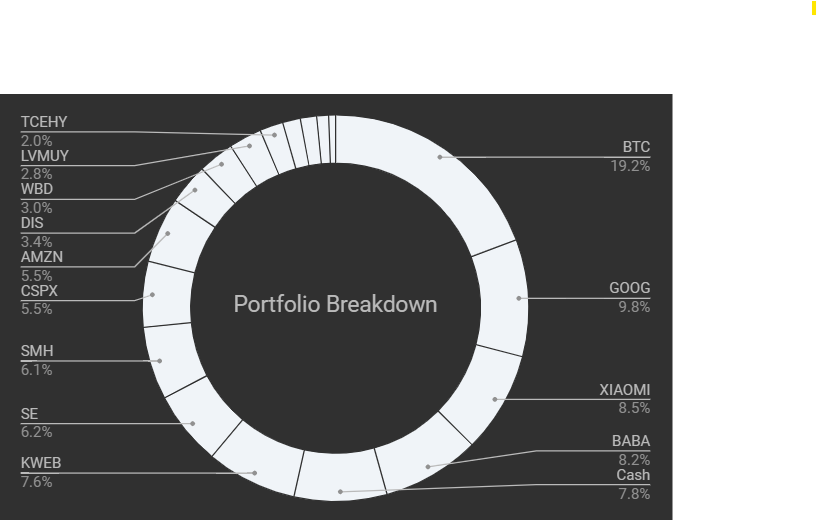 TCEHY
2.0%
LVMUY
2.8%
WBD
3.0%
DIS
3.4%
AMZN
5.5%
CSPX
5.5%
SMH
6.1%
SE
6.2%
KWEB
7.6%
Portfolio Breakdown
BTC
19.2%
GOOG
9.8%
XIAOMI
8.5%
BABA
8.2%
Cash
7.8%